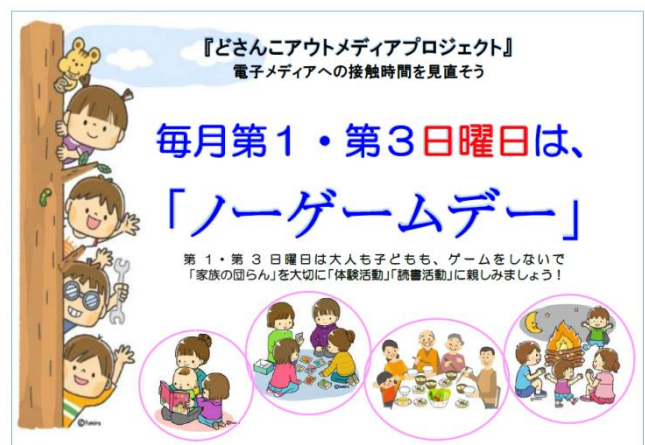 『どさんこアウトメディアプロジェクト』
電子メディアへの接触時間を見直そう
毎月第1・第3日曜日は、
「ノーゲームデー」
第 1・第 3 日曜日は大人も子どもも、ゲームをしないで
「家族の団らん」を大切に「体験活動」「読書活動」に親しみましょう！
©fumira
©fumira
©fumira
©fumira